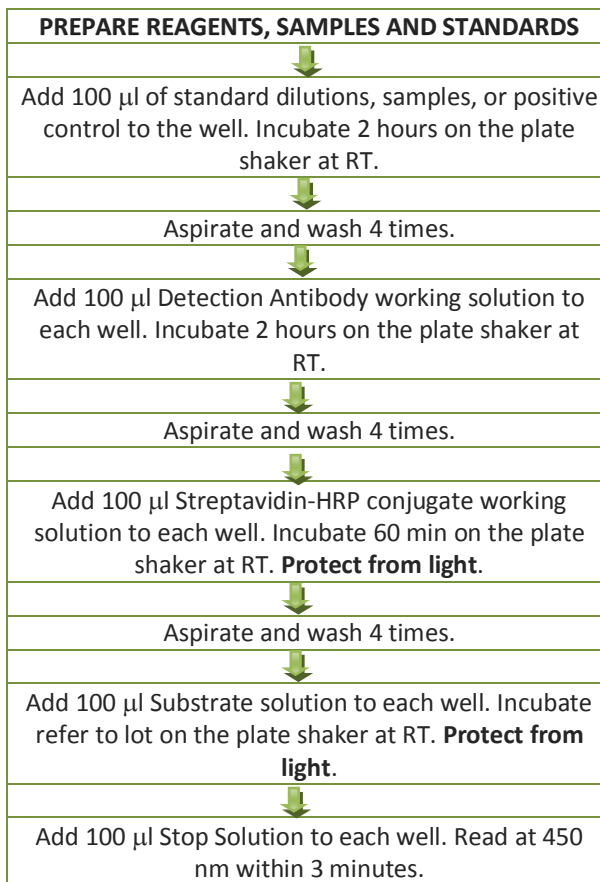 PREPARE REAGENTS, SAMPLES AND STANDARDS
Add 100 µl of standard dilutions, samples, or positive
control to the well. Incubate 2 hours on the plate
shaker at RT.
Aspirate and wash 4 times.
Add 100 µl Detection Antibody working solution to
each well. Incubate 2 hours on the plate shaker at
RT.
Aspirate and wash 4 times.
Add 100 µl Streptavidin-HRP conjugate working
solution to each well. Incubate 60 min on the plate
shaker at RT. Protect from light.
Aspirate and wash 4 times.
Add 100 µl Substrate solution to each well. Incubate
refer to lot on the plate shaker at RT. Protect from
light.
Add 100 µl Stop Solution to each well. Read at 450
nm within 3 minutes.